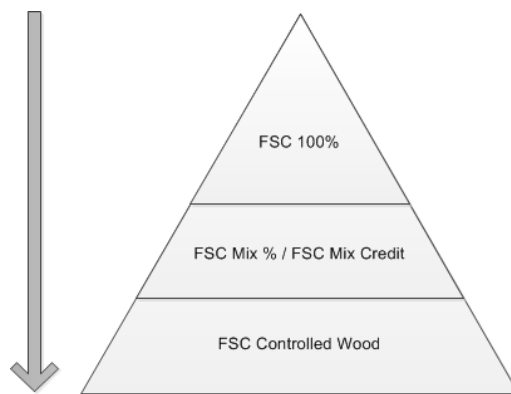 FSC 100%
FSC Mix % / FSC Mix Credit
FSC Controlled Wood